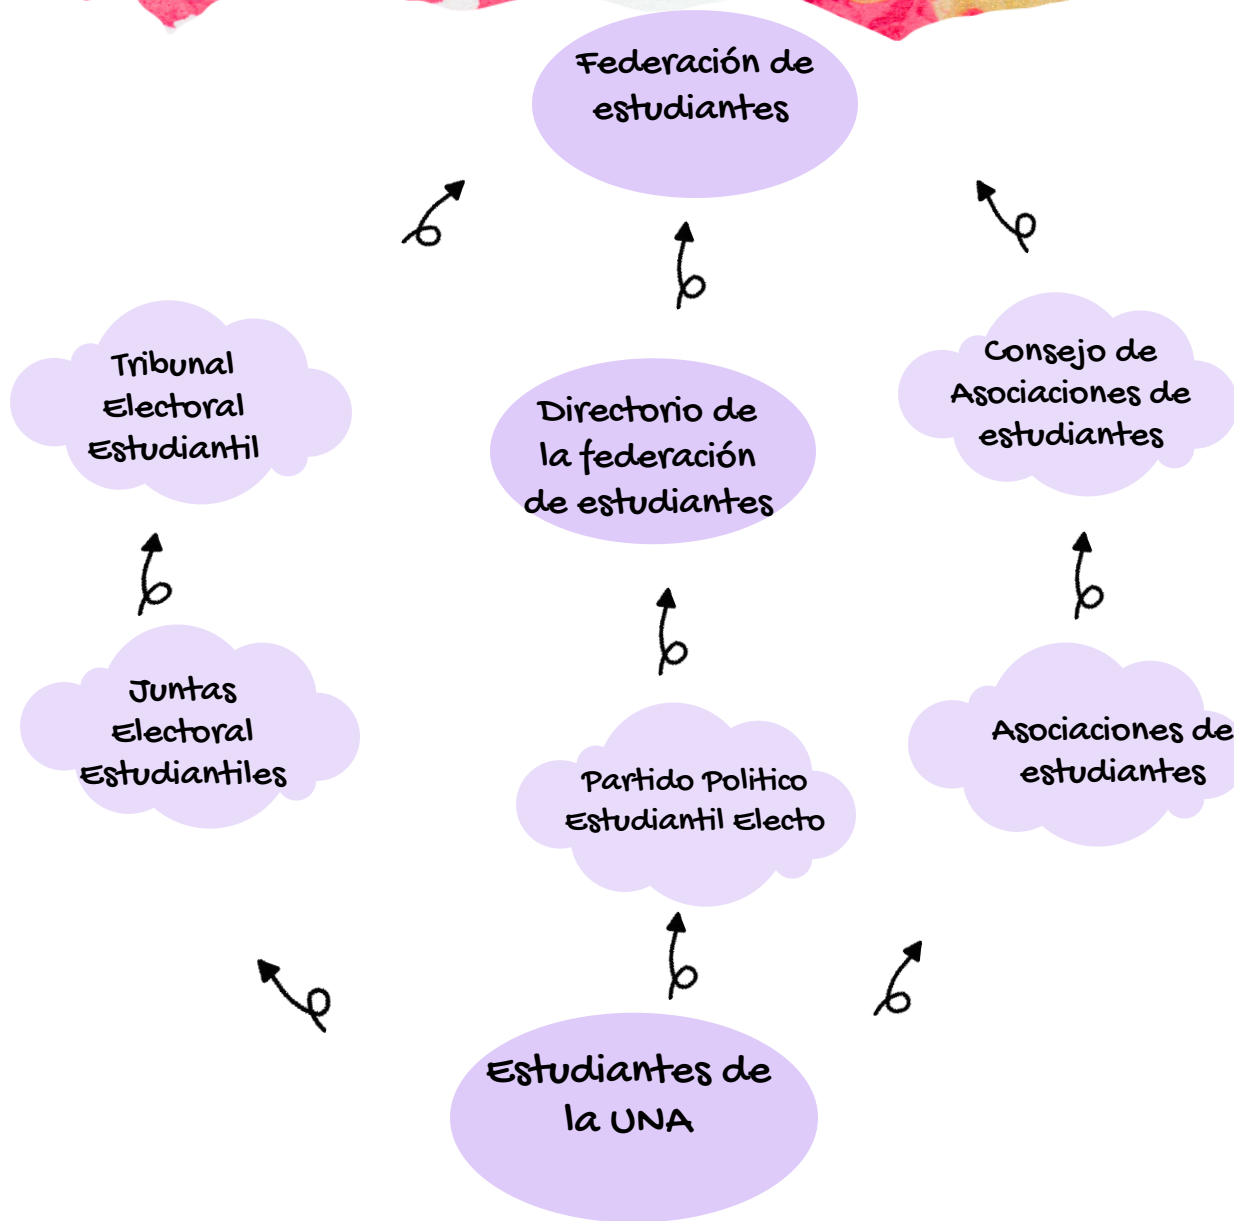 Federación de
estudiantes
Tribunal
Electoral
Estudiantil
Directorio de
la federación
de estudiantes
Consejo de
Asociaciones de
estudiantes
Juntas
Electoral
Estudiantiles
Partido Politico
Estudiantil Electo
Asociaciones de
estudiantes
Estudiantes de
la UNA